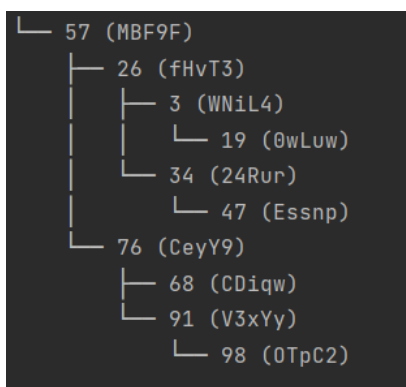 └── 57 (MBF9F)
    ├── 26 (fHvT3)
    │   ├── 3 (WNiL4)
    │   │   └── 19 (0wLuw)
    │   └── 34 (24Rur)
    │       └── 47 (Essnp)
    └── 76 (CeyY9)
        ├── 68 (CDiqw)
        └── 91 (V3xYy)
            └── 98 (OTpC2)